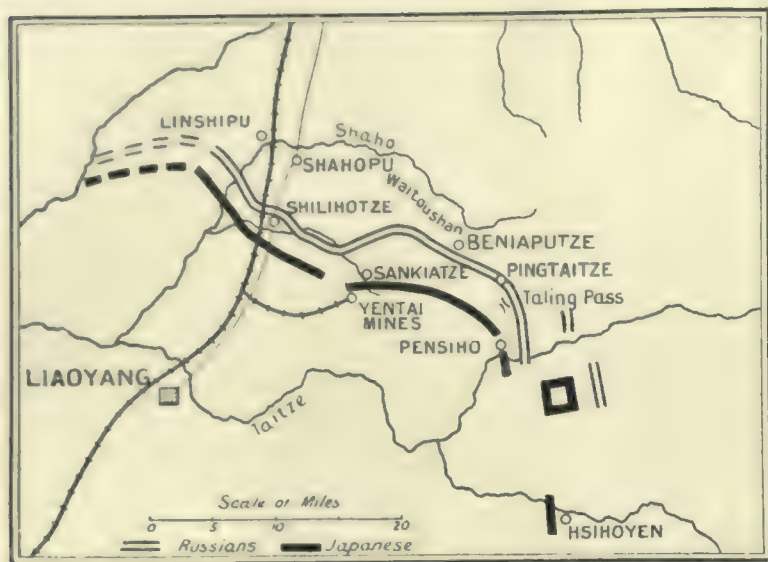 LINSHIPU
Shaho
SHAHOPU
Waitoushan
SHILIHOTZE
BENIAPUTZE
SANKIATZE
PINGTAITZE
YENTAI
MINES
Taling Pass
PENSIHO
LIAOYANG
Taitze
Scale of Miles
0 5 10 20
Russians Japanese
HSIHOYEN